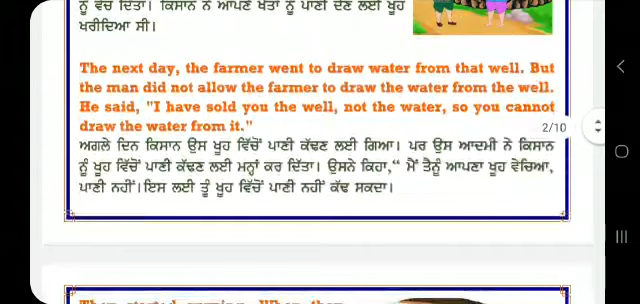 ਨੂੰ ਵੇਚ ਦਿੱਤਾ। ਕਿਸਾਨ ਨੇ ਆਪਣੇ ਖੇਤਾਂ ਨੂੰ ਪਾਣੀ ਦੇਣ ਲਈ ਖੂਹ
ਖਰੀਦਿਆ ਸੀ।
The next day, the farmer went to draw water from that well. But
the man did not allow the farmer to draw the water from the well.
He said, "I have sold you the well, not the water, so you cannot
draw the water from it."
2/10
ਅਗਲੇ ਦਿਨ ਕਿਸਾਨ ਉਸ ਖੂਹ ਵਿੱਚੋਂ ਪਾਣੀ ਕੱਢਣ ਲਈ ਗਿਆ। ਪਰ ਉਸ ਆਦਮੀ ਨੇ ਕਿਸਾਨ
ਨੂੰ ਖੂਹ ਵਿੱਚੋਂ ਪਾਣੀ ਕੱਢਣ ਲਈ ਮਨ੍ਹਾਂ ਕਰ ਦਿੱਤਾ। ਉਸਨੇ ਕਿਹਾ,“ ਮੈਂ ਤੈਨੂੰ ਆਪਣਾ ਖੂਹ ਵੇਚਿਆ,
ਪਾਣੀ ਨਹੀਂ। ਇਸ ਲਈ ਤੂੰ ਖੂਹ ਵਿੱਚੋਂ ਪਾਣੀ ਨਹੀਂ ਕੱਢ ਸਕਦਾ।